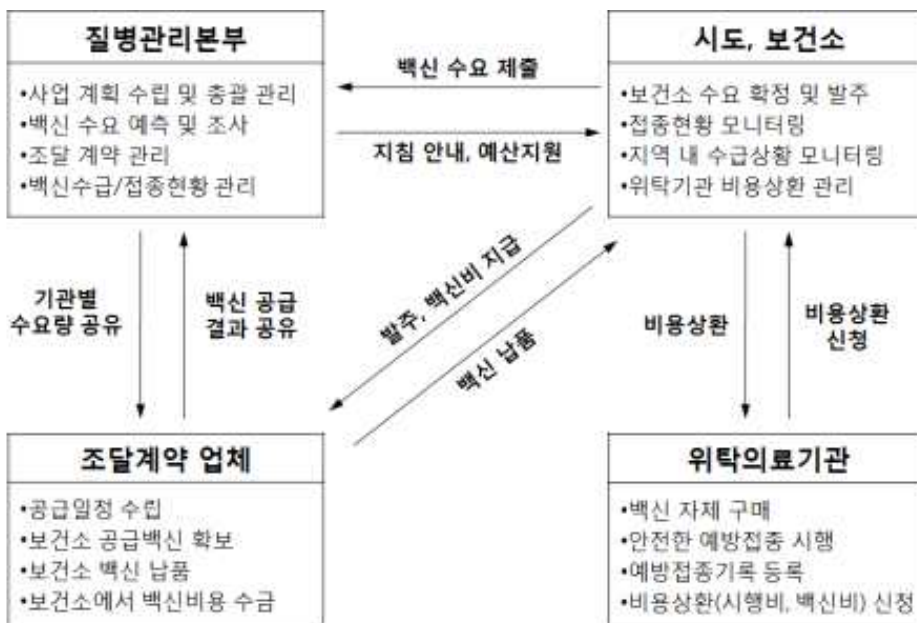 질병관리본부
•사업 계획 수립 및 총괄 관리
•백신 수요 예측 및 조사
•조달 계약 관리
•백신수급/접종현황 관리
백신 수요 제출
지침 안내, 예산지원
시도, 보건소
•보건소 수요 확정 및 발주
•접종현황 모니터링
•지역 내 수급상황 모니터링
•위탁기관 비용상환 관리
기관별
수요량 공유
백신 공급
결과 공유
발주, 백신비 지급
백신 납품
비용상환
비용상환
신청
조달계약 업체
•공급일정 수립
•보건소 공급백신 확보
•보건소 백신 납품
•보건소에서 백신비용 수금
위탁의료기관
•백신 자체 구매
•안전한 예방접종 시행
•예방접종기록 등록
•비용상환(시행비, 백신비) 신청